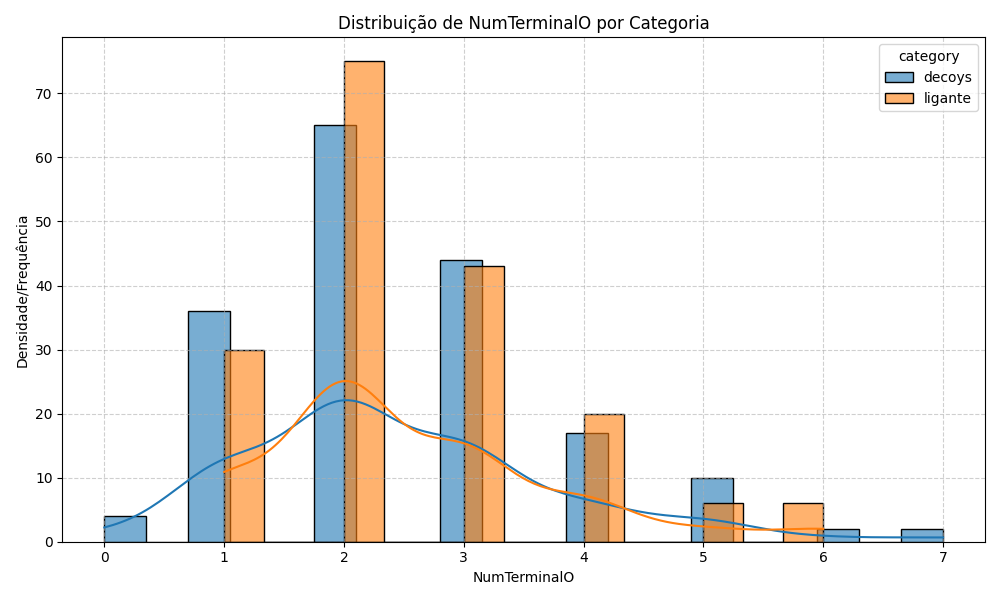 Distribuição de NumTerminalO por Categoria
Densidade/Frequência
70
60
50
40
30
20
10
0
category
decoys
ligante
0 1 2 3 4 5 6 7
NumTerminalO